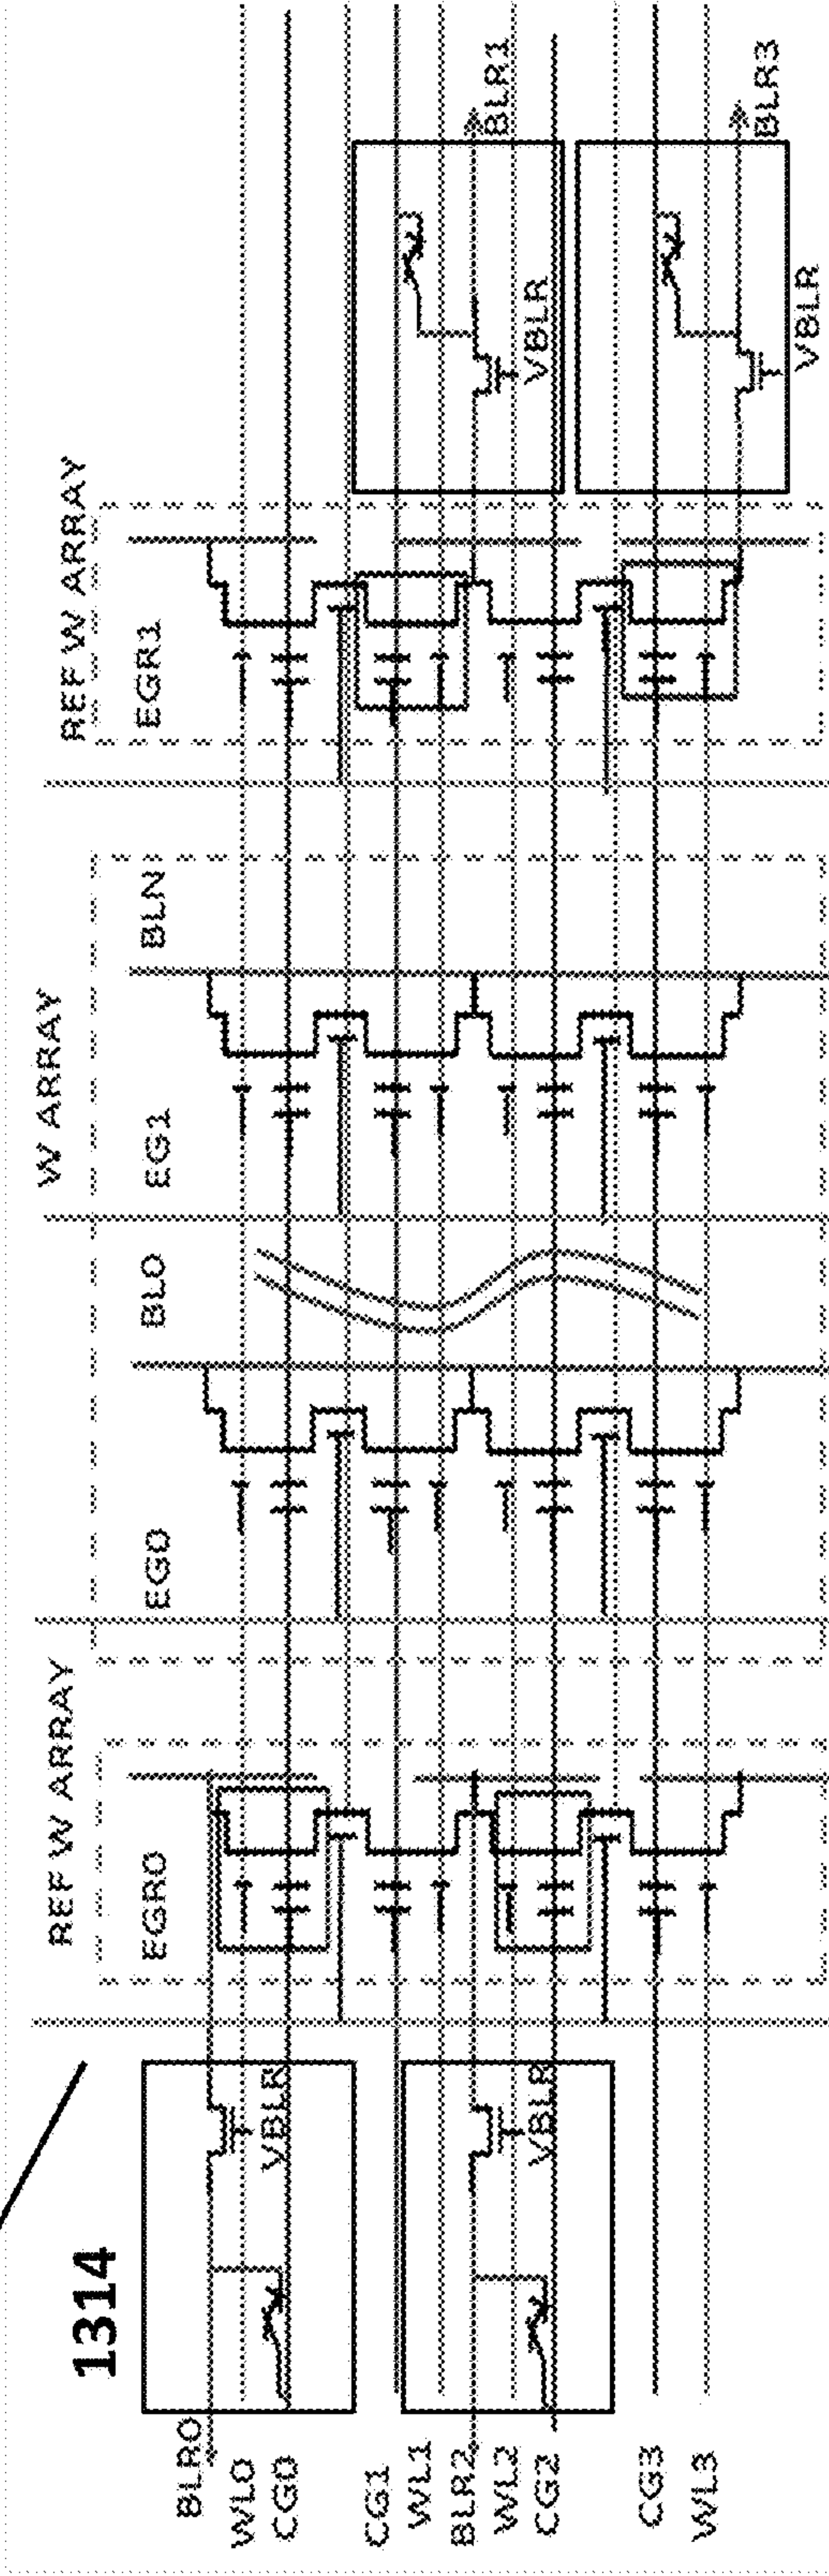 1314
REF W ARRAY
W ARRAY
REF W ARRAY
EGR0
EG0
BL0
EG1
BLN
EGR1
BLR0
WL0
CG0
CG1
WL1
BLR2
WL2
CG2
CG3
WL3
VBLR
VBLR
VBLR
VBLR
BLR1
BLR3